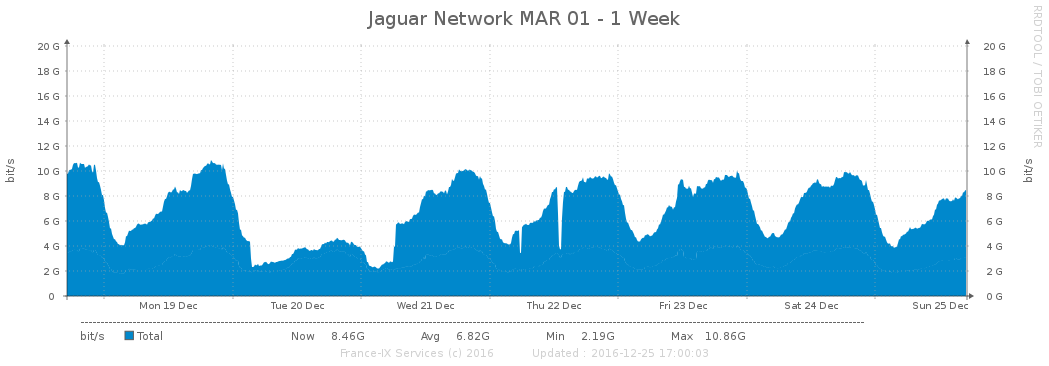 Jaguar Network MAR 01 - 1 Week
RRDTOOL / TOBI OETIKER
bit/s
20 G 20 G
18 G 18 G
16 G 16 G
14 G 14 G
12 G 12 G
10 G 10 G
8 G 8 G
6 G 6 G
4 G 4 G
2 G 2 G
0 0 G
bit/s
Mon 19 Dec Tue 20 Dec Wed 21 Dec Thu 22 Dec Fri 23 Dec Sat 24 Dec Sun 25 Dec
bit/s Total Now 8.46G Avg 6.82G Min 2.19G Max 10.86G
France-IX Services (c) 2016 Updated : 2016-12-25 17:00:03